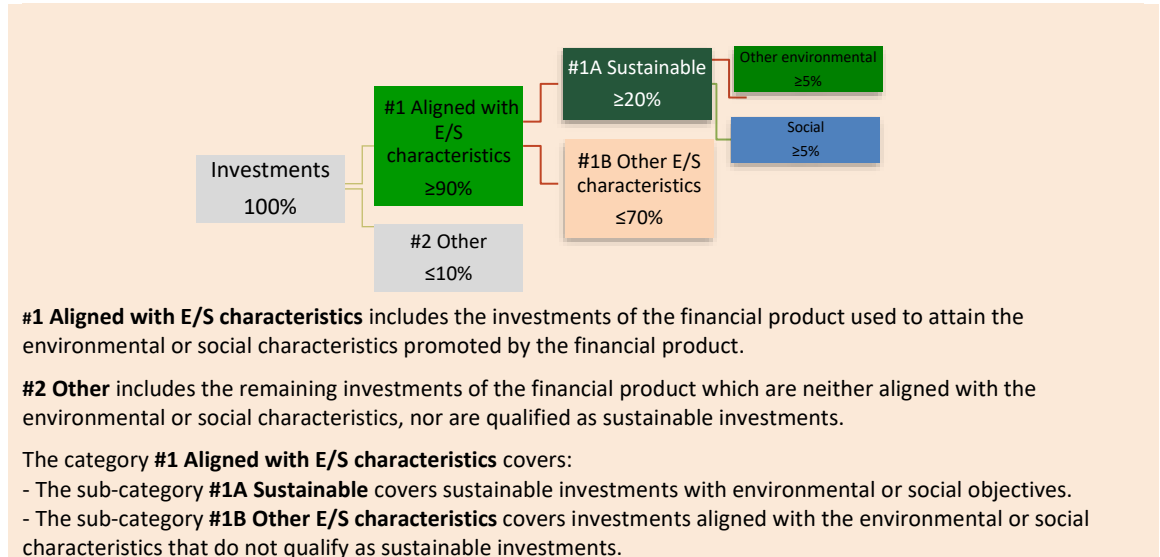 Investments
100%
#1 Aligned with
E/S
characteristics
≥90%
#2 Other
≤10%
#1A Sustainable
≥20%
#1B Other E/S
characteristics
≤70%
Other environmental
≥5%
Social
≥5%
#1 Aligned with E/S characteristics includes the investments of the financial product used to attain the
environmental or social characteristics promoted by the financial product.
#2 Other includes the remaining investments of the financial product which are neither aligned with the
environmental or social characteristics, nor are qualified as sustainable investments.
The category #1 Aligned with E/S characteristics covers:
- The sub-category #1A Sustainable covers sustainable investments with environmental or social objectives.
- The sub-category #1B Other E/S characteristics covers investments aligned with the environmental or social
characteristics that do not qualify as sustainable investments.